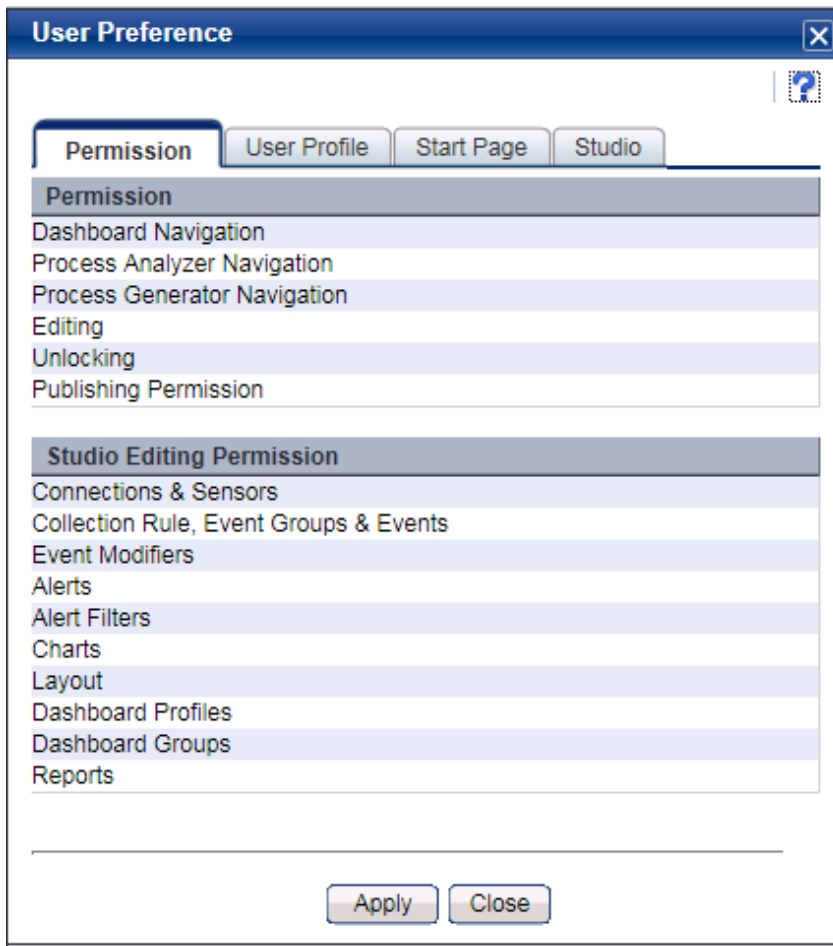 User Preference
Permission
User Profile
Start Page
Studio
Permission
Dashboard Navigation
Process Analyzer Navigation
Process Generator Navigation
Editing
Unlocking
Publishing Permission
Studio Editing Permission
Connections & Sensors
Collection Rule, Event Groups & Events
Event Modifiers
Alerts
Alert Filters
Charts
Layout
Dashboard Profiles
Dashboard Groups
Reports
Apply
Close